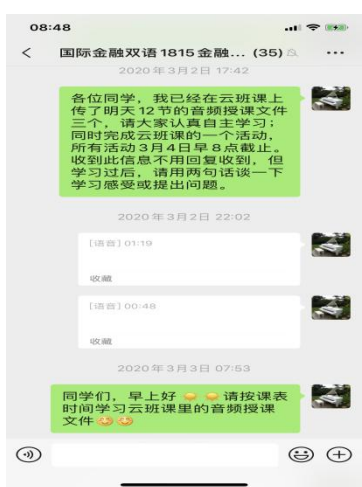 08:48
国际金融双语1815金融... (35)
2020年3月2日 17:42
各位同学，我已经在云班课上
传了明天12节的音频授课文件
三个，请大家认真自主学习；
同时完成云班课的一个活动，
所有活动3月4日早8点截止。
收到此信息不用回复收到，但
学习过后，请用两句话谈一下
学习感受或提出问题。
2020年3月2日 22:02
[语音] 01:19
收藏
[语音] 00:48
收藏
2020年3月3日 07:53
同学们，早上好 请按课表
时间学习云班课里的音频授课
文件